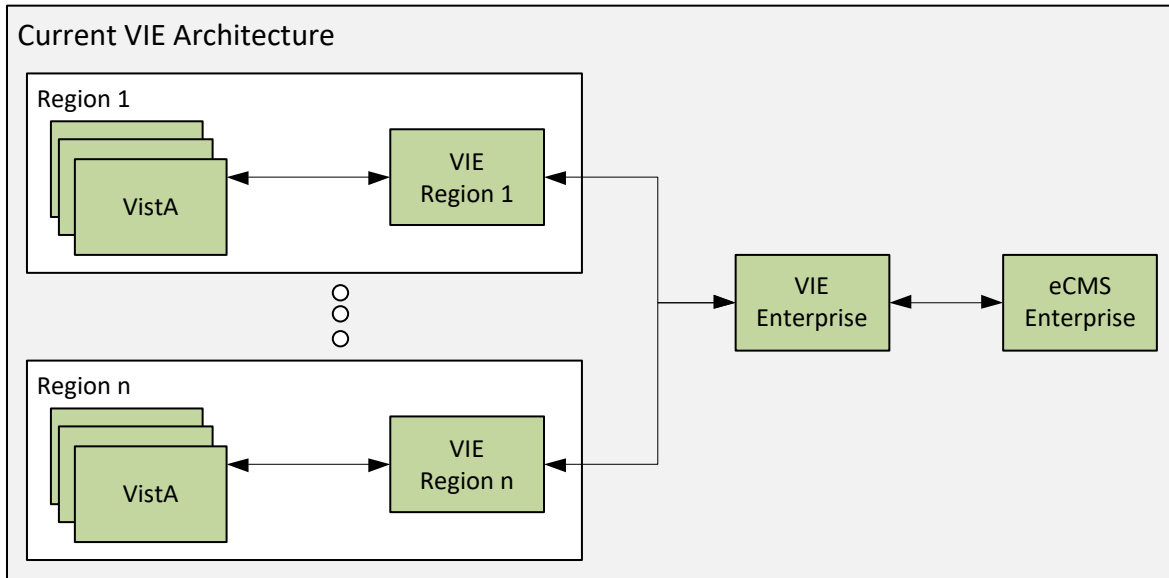 Current VIE Architecture
Region 1
VistA
VIE
Region 1
VIE
Enterprise
eCMS
Enterprise
Region n
VistA
VIE
Region n